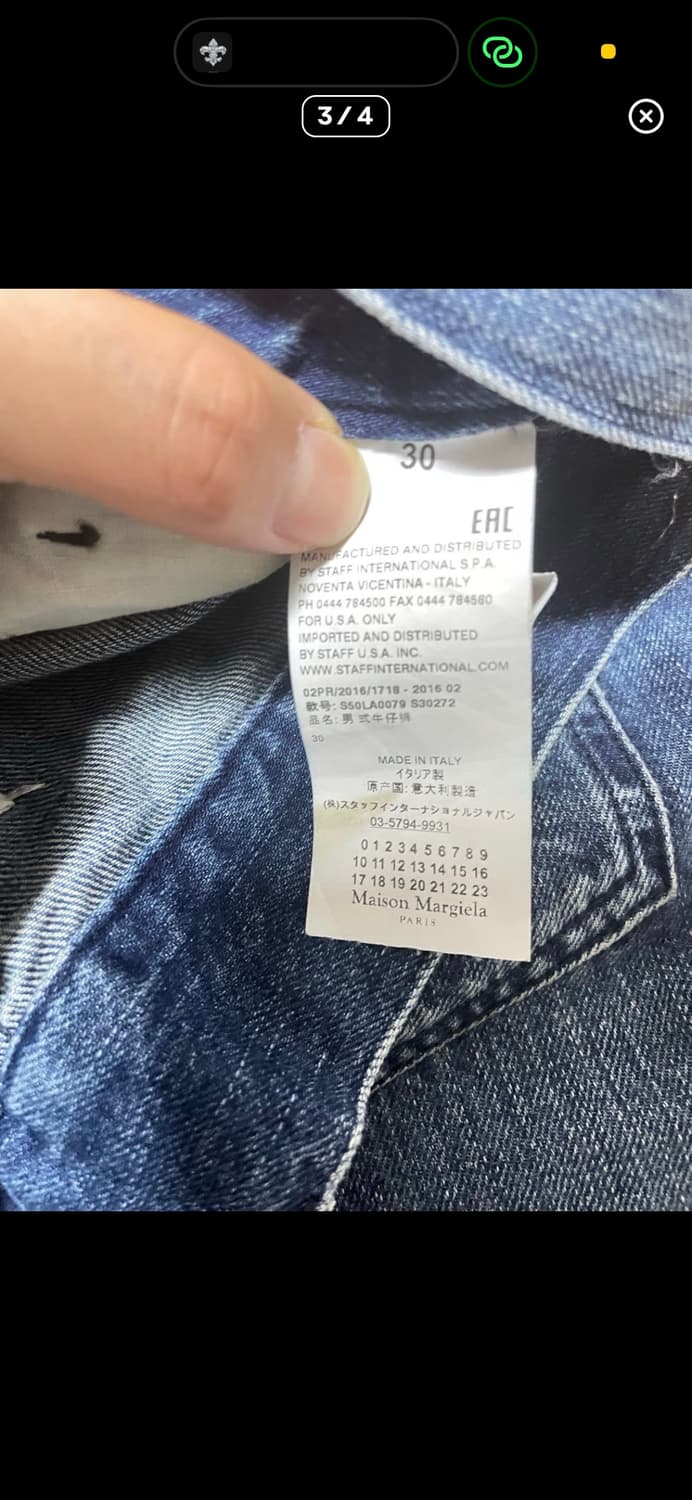 3/4
30
EAC
MANUFACTURED AND DISTRIBUTED
BY STAFF INTERNATIONAL S.P.A.
NOVENTA VICENTINA - ITALY
PH 0444 784500 FAX 0444 784580
FOR U.S.A. ONLY
IMPORTED AND DISTRIBUTED
BY STAFF U.S.A. INC.
WWW.STAFFINTERNATIONAL.COM
02PR/2016/1718 - 2016 02
款号: S50LA0079 S30272
品名: 男式牛仔裤
30
MADE IN ITALY
イタリア製
原产国: 意大利製造
(株)スタッフインターナショナルジャパン
03-5794-9931
0 1 2 3 4 5 6 7 8 9
10 11 12 13 14 15 16
17 18 19 20 21 22 23
Maison Margiela
PARIS